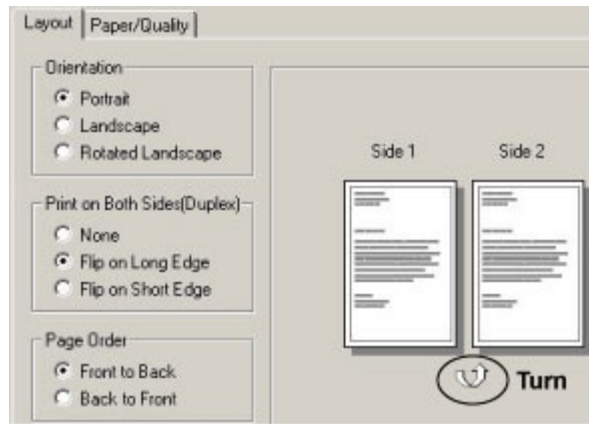 Layout Paper/Quality
Orientation
Portrait
Landscape
Rotated Landscape
Print on Both Sides(Duplex)
None
Flip on Long Edge
Flip on Short Edge
Page Order
Front to Back
Back to Front
Side 1 Side 2
Turn